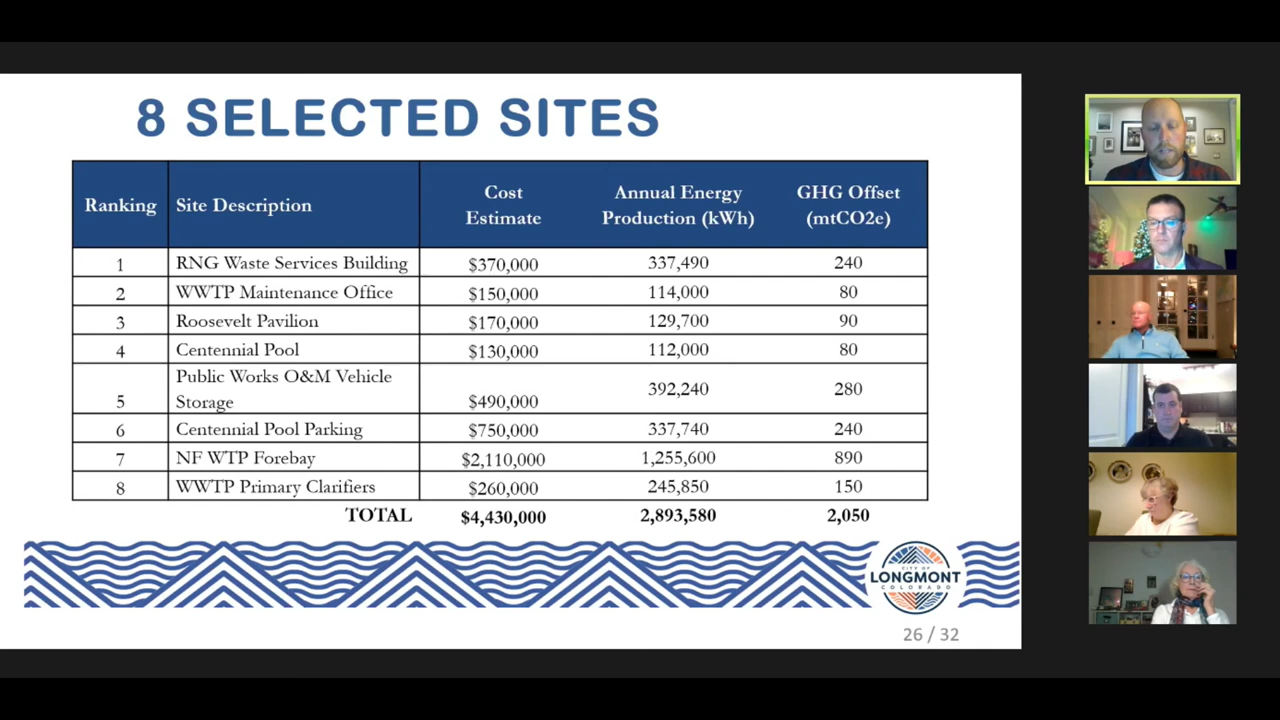 8 SELECTED SITES
Ranking Site Description Cost Estimate Annual Energy Production (kWh) GHG Offset (mtCO2e)
1 RNG Waste Services Building $370,000 337,490 240
2 WWTP Maintenance Office $150,000 114,000 80
3 Roosevelt Pavilion $170,000 129,700 90
4 Centennial Pool $130,000 112,000 80
5 Public Works O&M Vehicle Storage $490,000 392,240 280
6 Centennial Pool Parking $750,000 337,740 240
7 NF WTP Forebay $2,110,000 1,255,600 890
8 WWTP Primary Clarifiers $260,000 245,850 150
TOTAL $4,430,000 2,893,580 2,050
CITY OF
LONGMONT
COLORADO
26 / 32